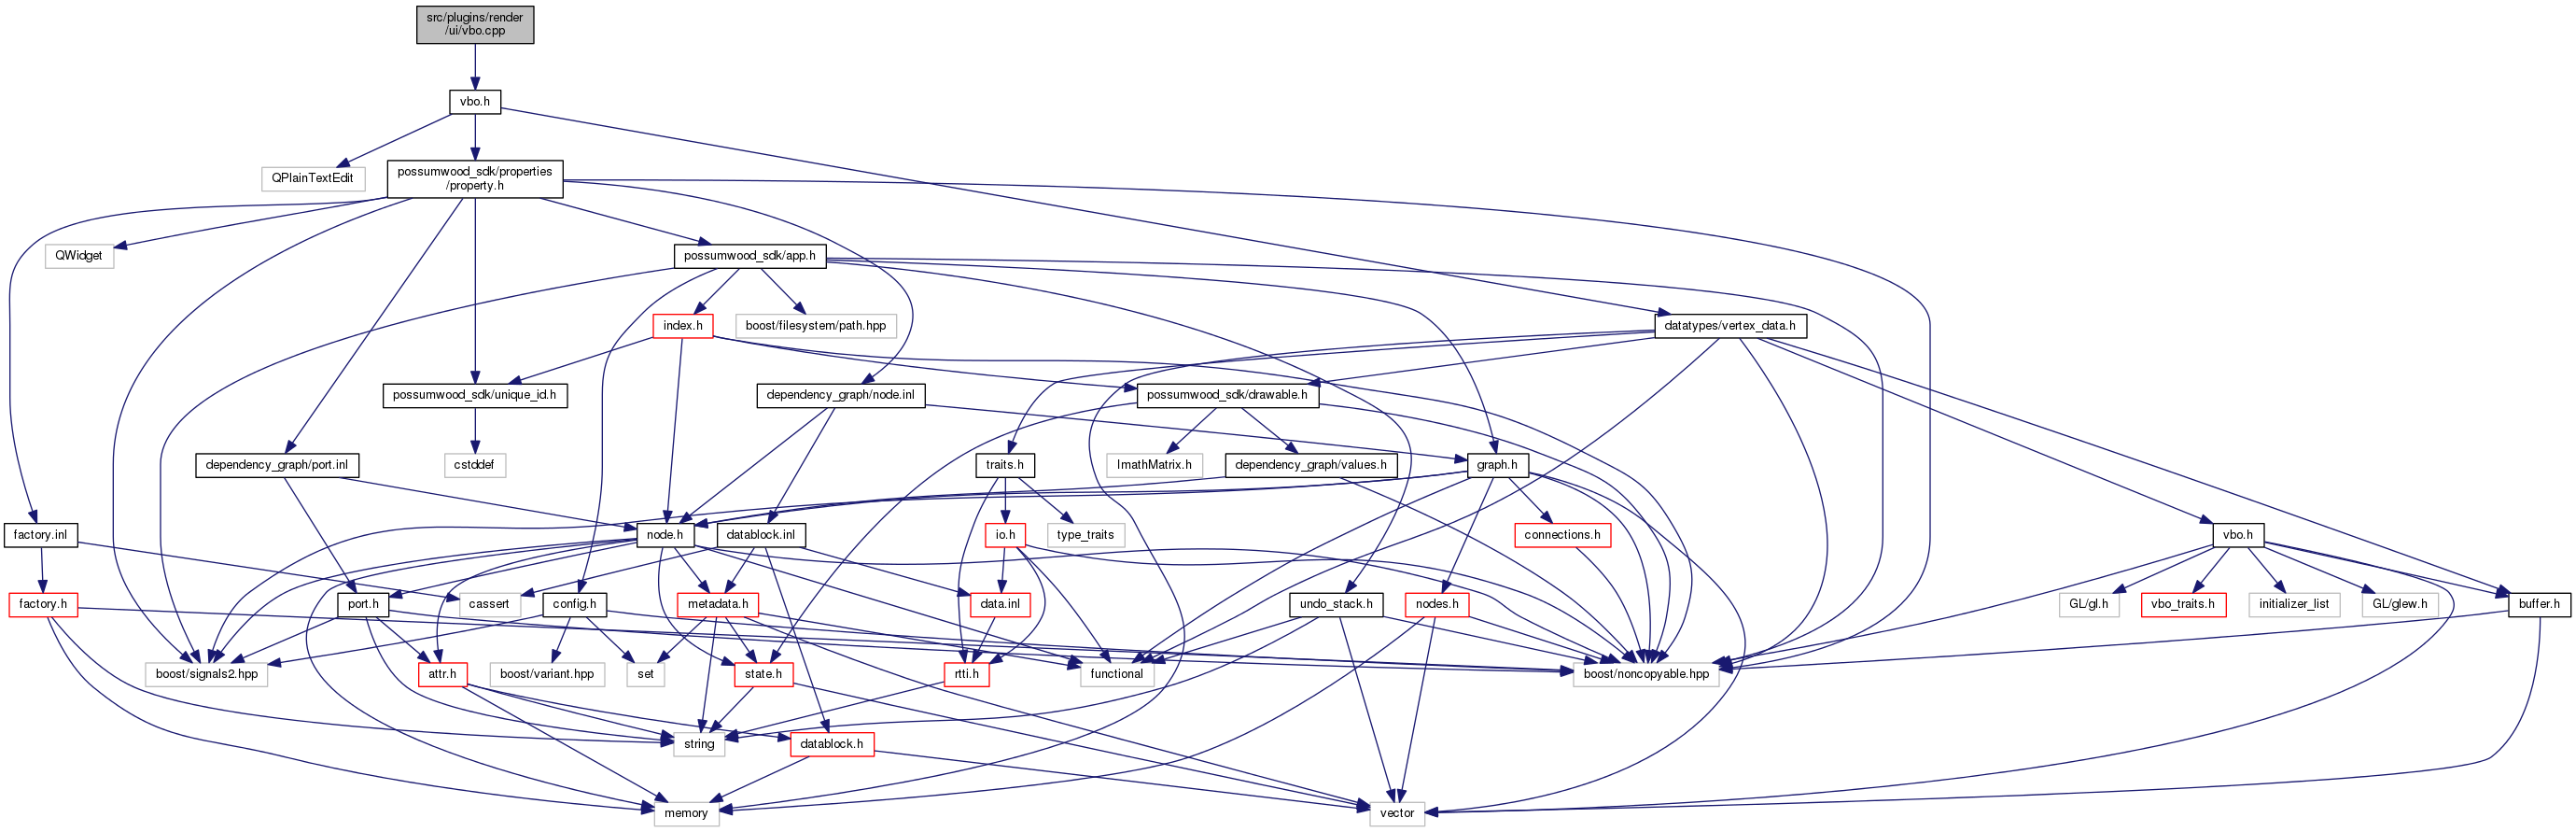 src/plugins/render
/ui/vbo.cpp
vbo.h
QPlainTextEdit
possumwood_sdk/properties
/property.h
QWidget
possumwood_sdk/app.h
index.h
boost/filesystem/path.hpp
datatypes/vertex_data.h
possumwood_sdk/unique_id.h
dependency_graph/node.inl
possumwood_sdk/drawable.h
dependency_graph/port.inl
cstddef
traits.h
ImathMatrix.h
dependency_graph/values.h
graph.h
factory.inl
node.h
datablock.inl
io.h
type_traits
connections.h
vbo.h
factory.h
port.h
cassert
config.h
metadata.h
data.inl
undo_stack.h
nodes.h
GL/gl.h
vbo_traits.h
initializer_list
GL/glew.h
buffer.h
boost/signals2.hpp
attr.h
boost/variant.hpp
set
state.h
rtti.h
functional
boost/noncopyable.hpp
string
datablock.h
memory
vector